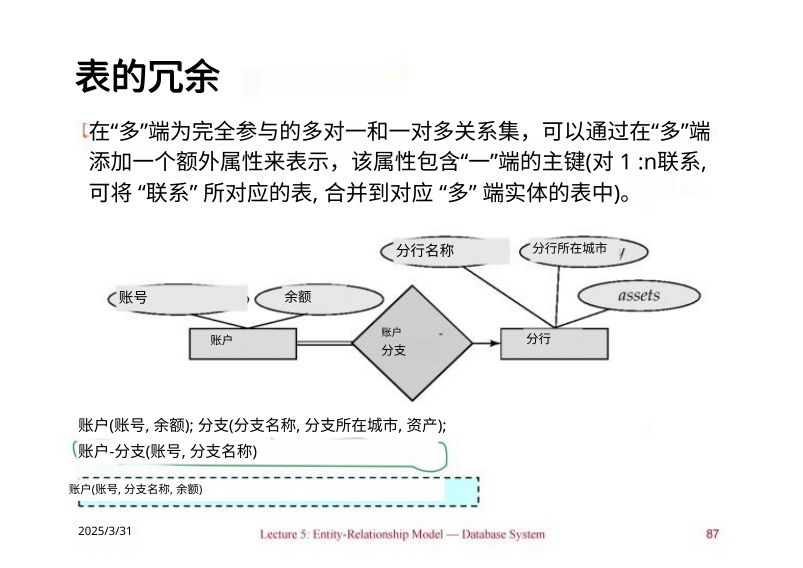 表的冗余
在“多”端为完全参与的多对一和一对多关系集，可以通过在“多”端
添加一个额外属性来表示，该属性包含“一”端的主键(对 1 :n联系,
可将 “联系” 所对应的表, 合并到对应 “多” 端实体的表中)。
分行名称
分行所在城市
账号
余额
assets
账户
账户
分支
分行
账户(账号, 余额); 分支(分支名称, 分支所在城市, 资产);
账户-分支(账号, 分支名称)
账户(账号, 分支名称, 余额)
2025/3/31
Lecture 5: Entity-Relationship Model — Database System
87